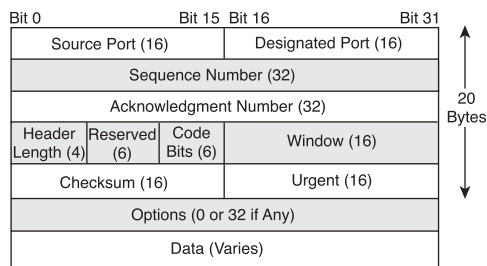 Bit 0 Bit 15 Bit 16 Bit 31
Source Port (16) Designated Port (16)
Sequence Number (32)
Acknowledgment Number (32)
20
Bytes
Header
Length (4)
Reserved
(6)
Code
Bits (6)
Window (16)
Checksum (16) Urgent (16)
Options (0 or 32 if Any)
Data (Varies)